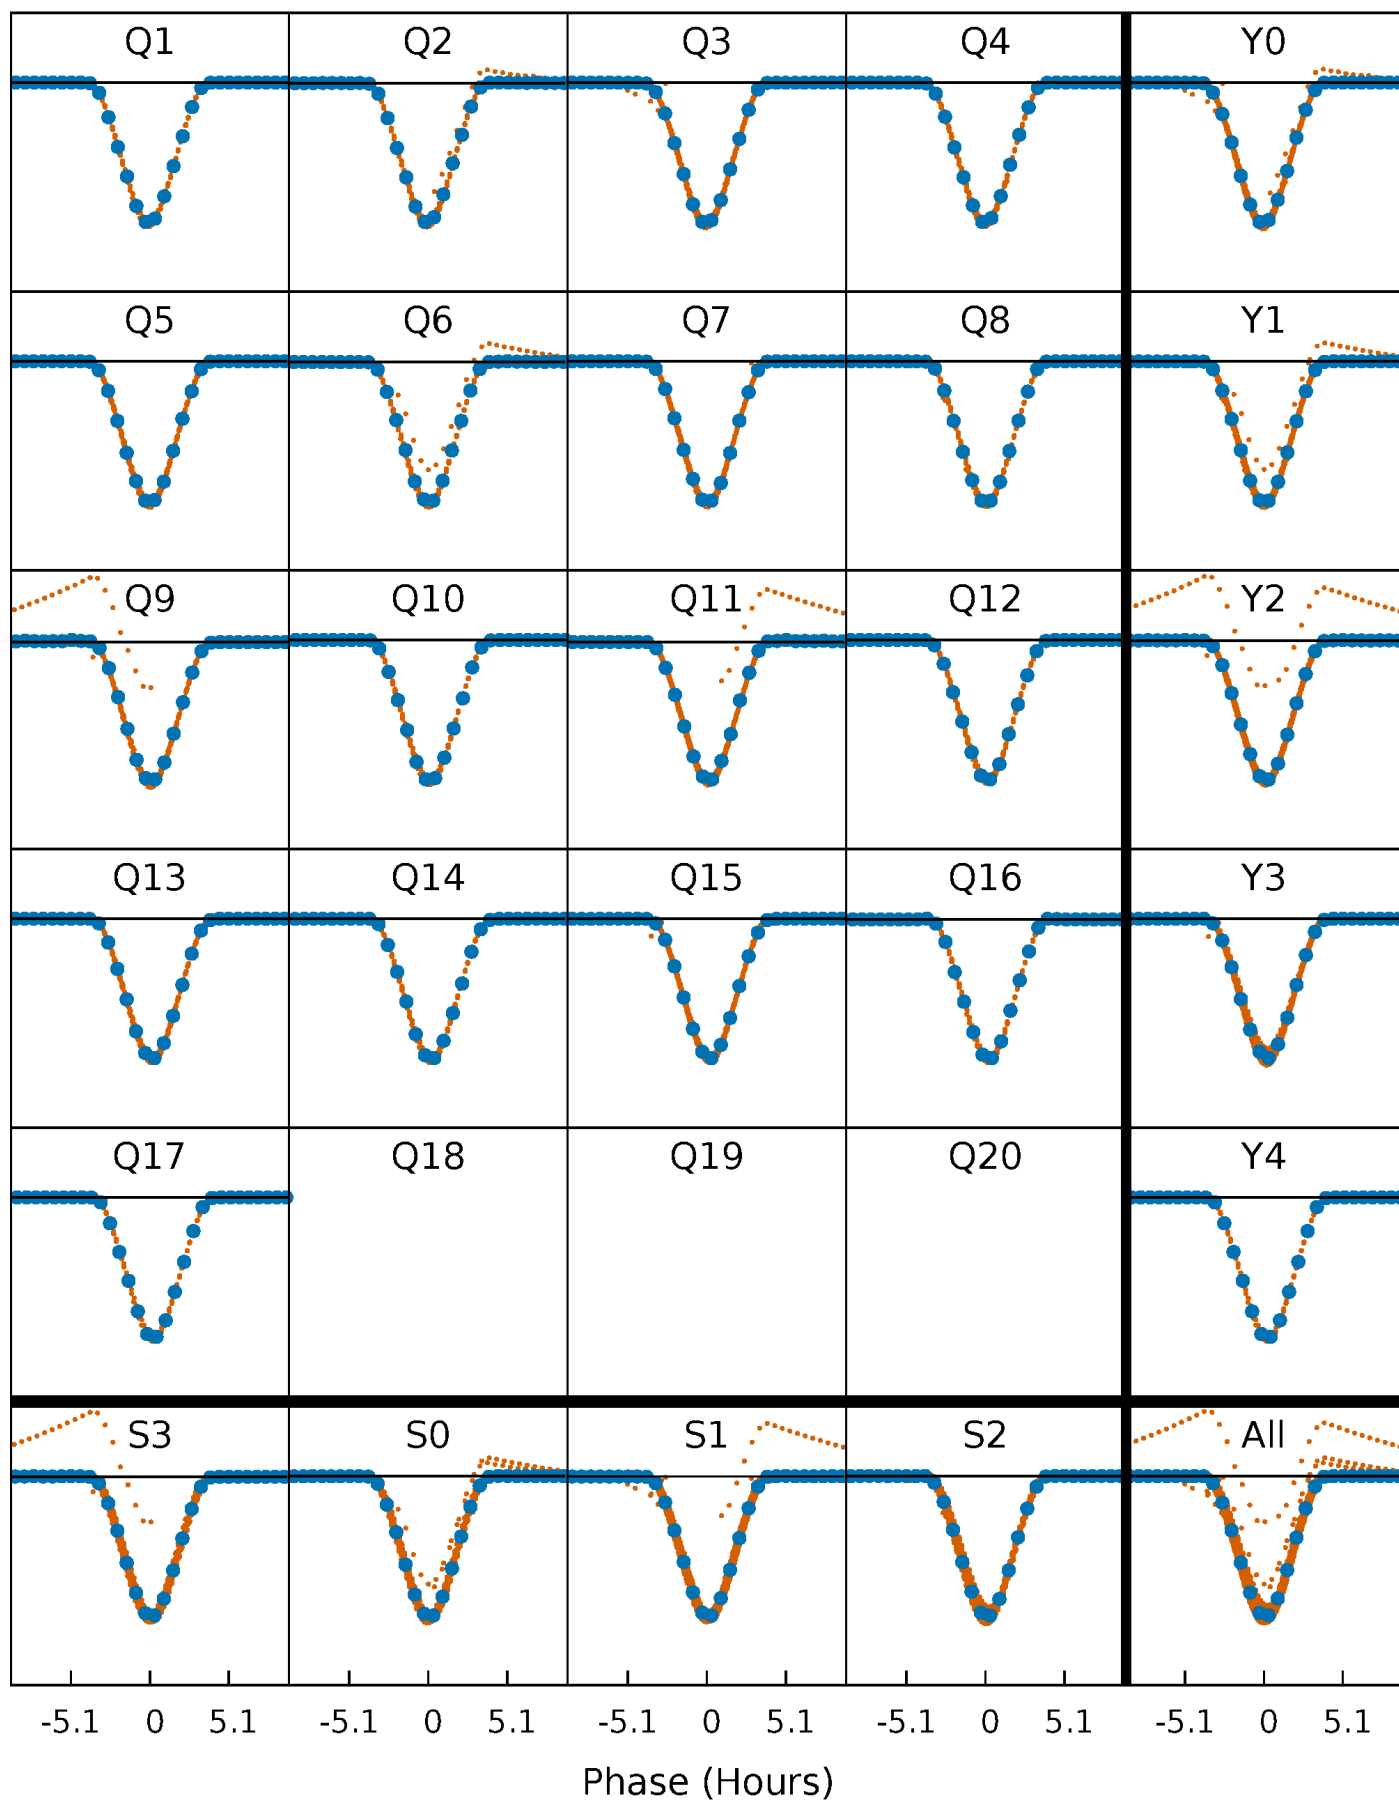 Q1 Q2 Q3 Q4 Y0
Q5 Q6 Q7 Q8 Y1
Q9 Q10 Q11 Q12 Y2
Q13 Q14 Q15 Q16 Y3
Q17 Q18 Q19 Q20 Y4
S3 S0 S1 S2 All
-5.1 0 5.1 -5.1 0 5.1 -5.1 0 5.1 -5.1 0 5.1 -5.1 0 5.1
Phase (Hours)